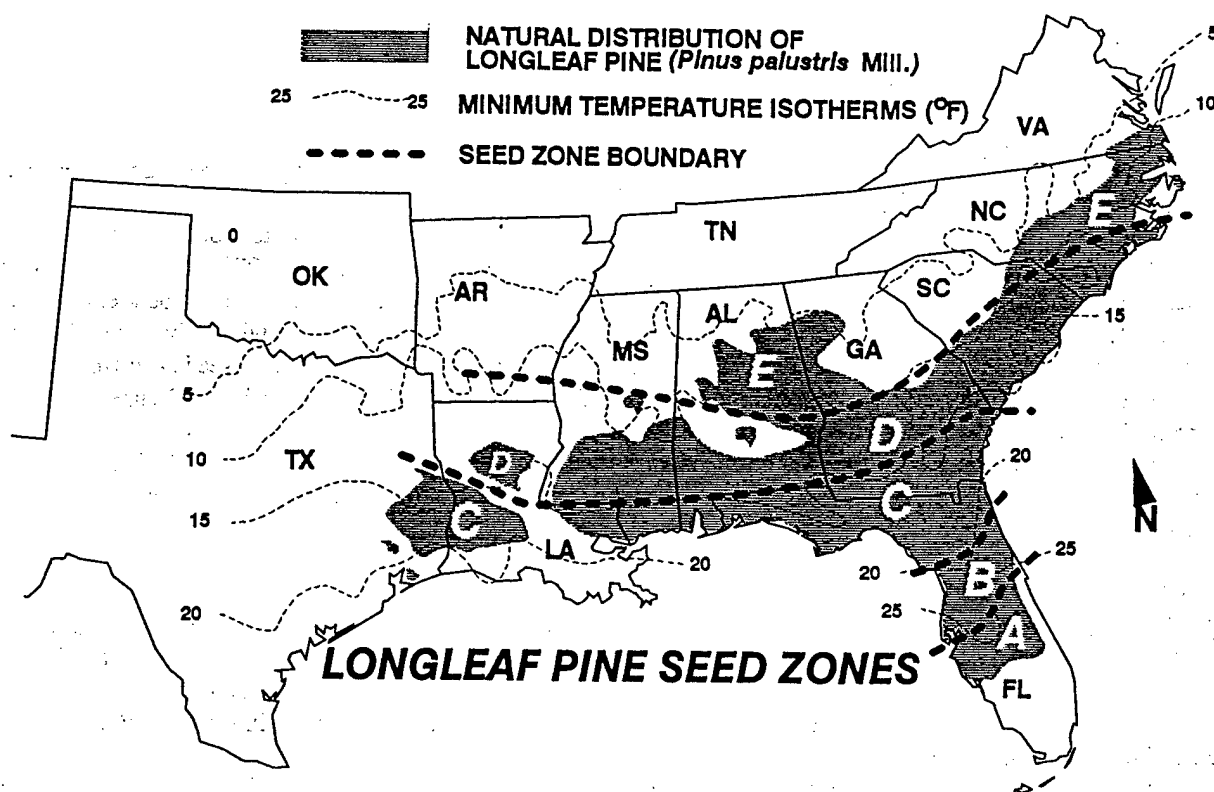 NATURAL DISTRIBUTION OF
LONGLEAF PINE (Pinus palustris Mill.)
25 25 MINIMUM TEMPERATURE ISOTHERMS (°F)
SEED ZONE BOUNDARY
5
10
VA
NC
E
TN
0
OK
AR
SC
AL
15
MS
GA
E
5
D
10
TX
D
20
C
15
C
LA
20
20
25
B
25
20
A
N
LONGLEAF PINE SEED ZONES
FL